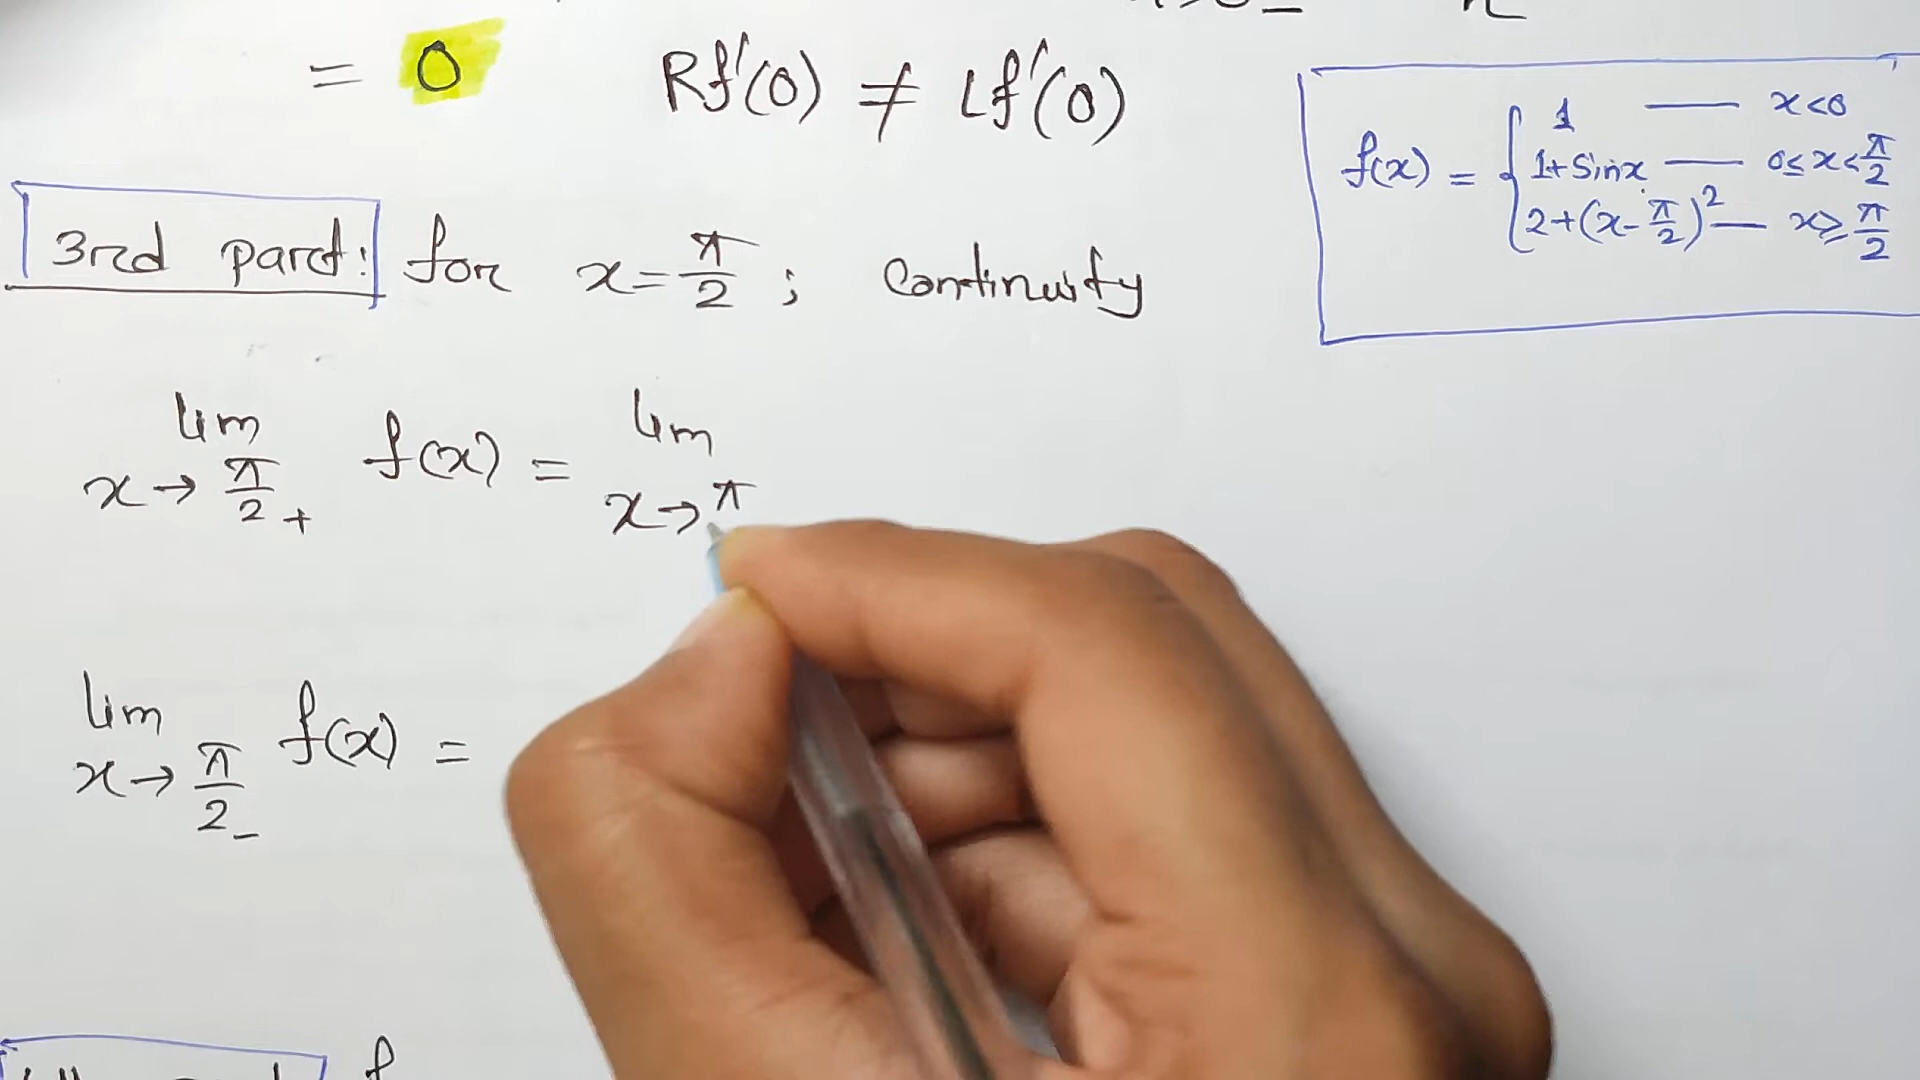 = 0 Rf'(0) ≠ Lf'(0)
f(x) = { 1 — x<0
1+Sinx — 0≤x<π/2
2+(x-π/2)² — x≥π/2
3rd part: for x=π/2 ; Continuity
lim x→π/2+ f(x) = lim x→π
lim x→π/2- f(x) =